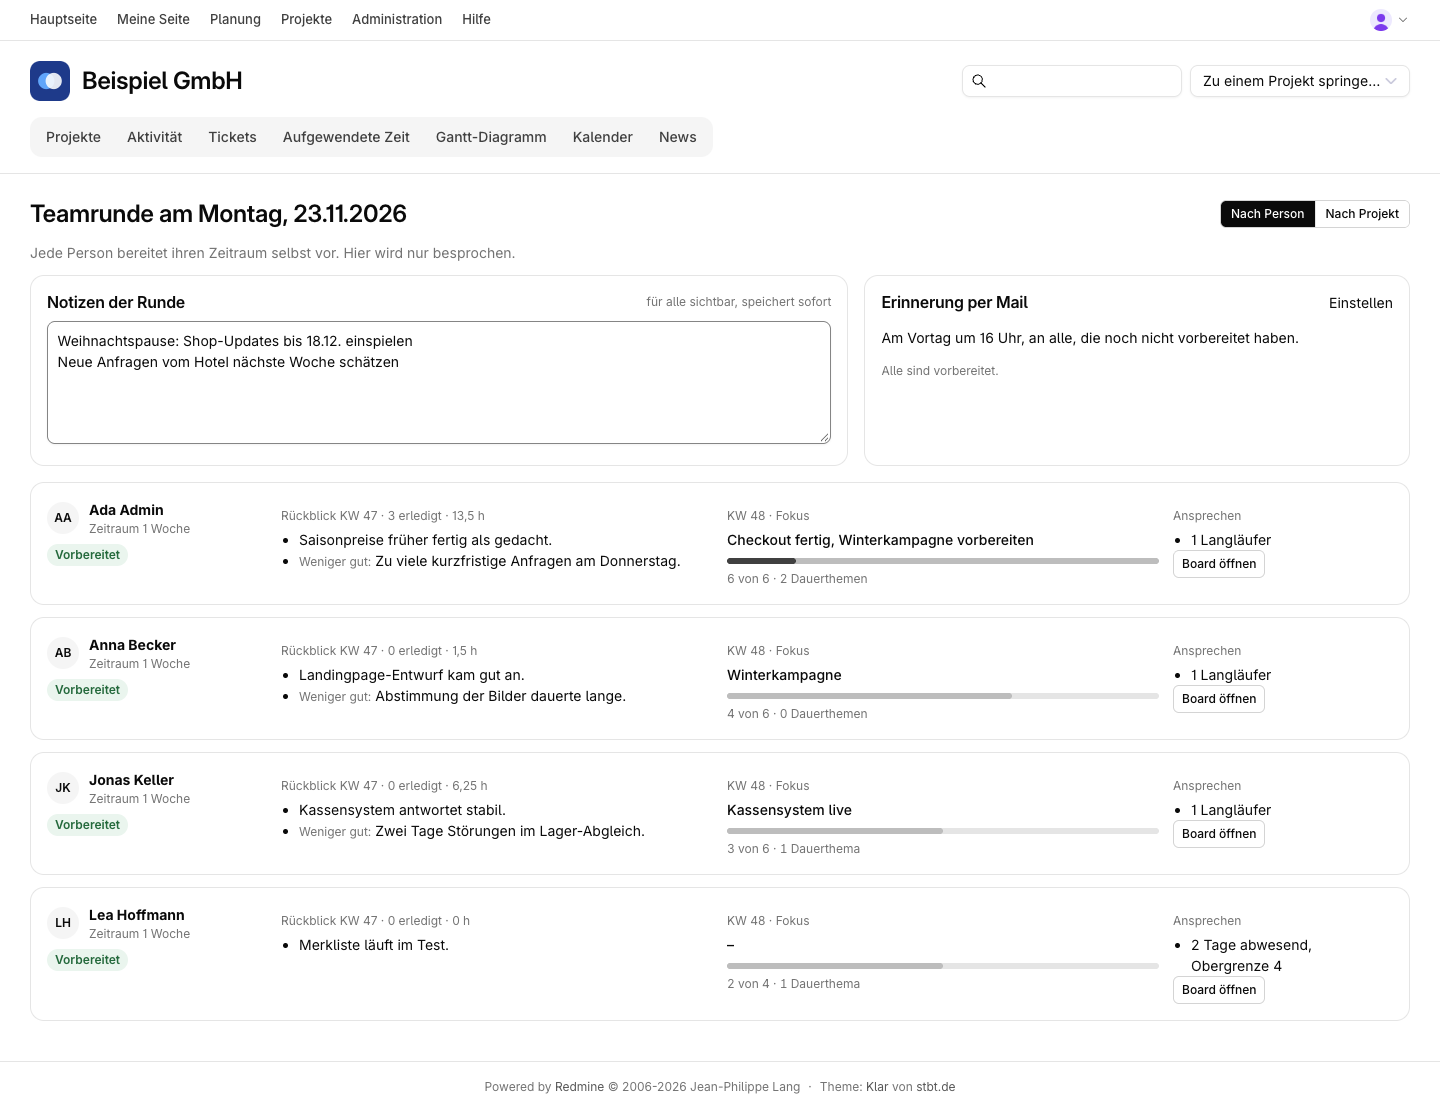 Hauptseite Meine Seite Planung Projekte Administration Hilfe
Beispiel GmbH
Zu einem Projekt springe...
Projekte Aktivität Tickets Aufgewendete Zeit Gantt-Diagramm Kalender News
Teamrunde am Montag, 23.11.2026
Nach Person Nach Projekt
Jede Person bereitet ihren Zeitraum selbst vor. Hier wird nur besprochen.
Notizen der Runde
für alle sichtbar, speichert sofort
Weihnachtspause: Shop-Updates bis 18.12. einspielen
Neue Anfragen vom Hotel nächste Woche schätzen
Erinnerung per Mail
Einstellen
Am Vortag um 16 Uhr, an alle, die noch nicht vorbereitet haben.
Alle sind vorbereitet.
AA
Ada Admin
Zeitraum 1 Woche
Vorbereitet
Rückblick KW 47 · 3 erledigt · 13,5 h
• Saisonpreise früher fertig als gedacht.
• Weniger gut: Zu viele kurzfristige Anfragen am Donnerstag.
KW 48 · Fokus
Checkout fertig, Winterkampagne vorbereiten
6 von 6 · 2 Dauerthemen
Ansprechen
• 1 Langläufer
Board öffnen
AB
Anna Becker
Zeitraum 1 Woche
Vorbereitet
Rückblick KW 47 · 0 erledigt · 1,5 h
• Landingpage-Entwurf kam gut an.
• Weniger gut: Abstimmung der Bilder dauerte lange.
KW 48 · Fokus
Winterkampagne
4 von 6 · 0 Dauerthemen
Ansprechen
• 1 Langläufer
Board öffnen
JK
Jonas Keller
Zeitraum 1 Woche
Vorbereitet
Rückblick KW 47 · 0 erledigt · 6,25 h
• Kassensystem antwortet stabil.
• Weniger gut: Zwei Tage Störungen im Lager-Abgleich.
KW 48 · Fokus
Kassensystem live
3 von 6 · 1 Dauerthema
Ansprechen
• 1 Langläufer
Board öffnen
LH
Lea Hoffmann
Zeitraum 1 Woche
Vorbereitet
Rückblick KW 47 · 0 erledigt · 0 h
• Merkliste läuft im Test.
KW 48 · Fokus
–
2 von 4 · 1 Dauerthema
Ansprechen
• 2 Tage abwesend,
Obergrenze 4
Board öffnen
Powered by Redmine © 2006-2026 Jean-Philippe Lang · Theme: Klar von stbt.de